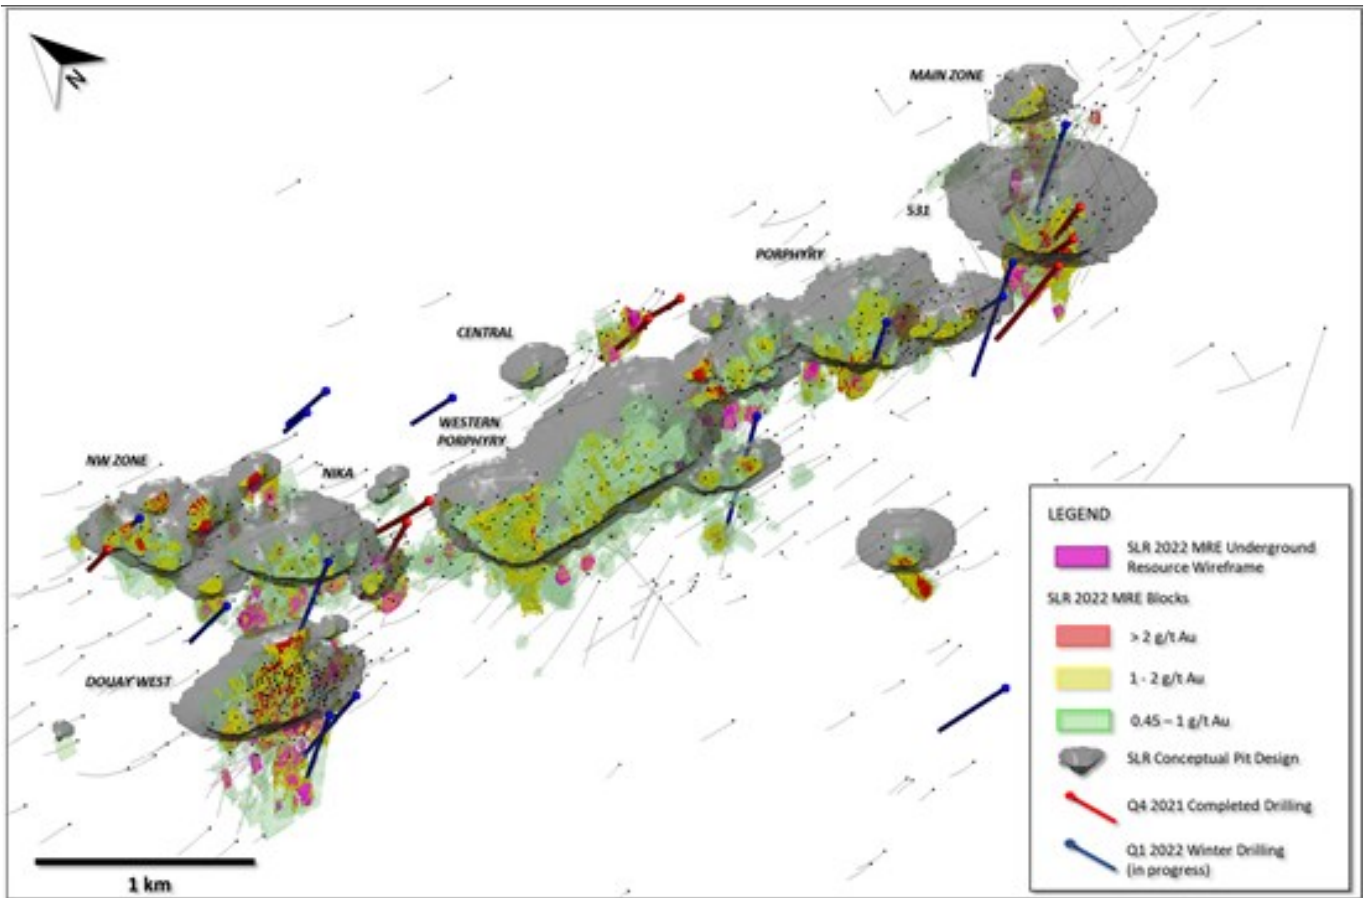 N
MAIN ZONE
531
PORPHYRY
CENTRAL
WESTERN
PORPHYRY
NW ZONE
NIKA
DOUAY WEST
1 km
LEGEND
SLR 2022 MRE Underground
Resource Wireframe
SLR 2022 MRE Blocks
> 2 g/t Au
1 - 2 g/t Au
0.45 – 1 g/t Au
SLR Conceptual Pit Design
Q4 2021 Completed Drilling
Q1 2022 Winter Drilling
(in progress)